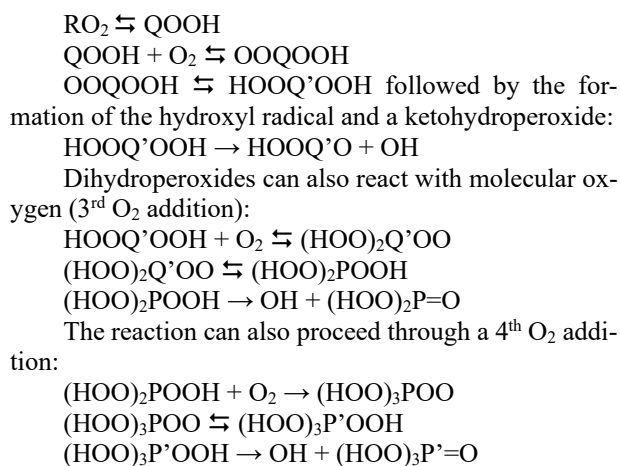 RO₂ ⇆ QOOH
QOOH + O₂ ⇆ OOQOOH
OOQOOH ⇆ HOOQ’OOH followed by the for-
mation of the hydroxyl radical and a ketohydroperoxide:
HOOQ’OOH → HOOQ’O + OH
Dihydroperoxides can also react with molecular ox-
ygen (3ʳᵈ O₂ addition):
HOOQ’OOH + O₂ ⇆ (HOO)₂Q’OO
(HOO)₂Q’OO ⇆ (HOO)₂POOH
(HOO)₂POOH → OH + (HOO)₂P=O
The reaction can also proceed through a 4ᵗʰ O₂ addi-
tion:
(HOO)₂POOH + O₂ → (HOO)₃POO
(HOO)₃POO ⇆ (HOO)₃P’OOH
(HOO)₃P’OOH → OH + (HOO)₃P’=O